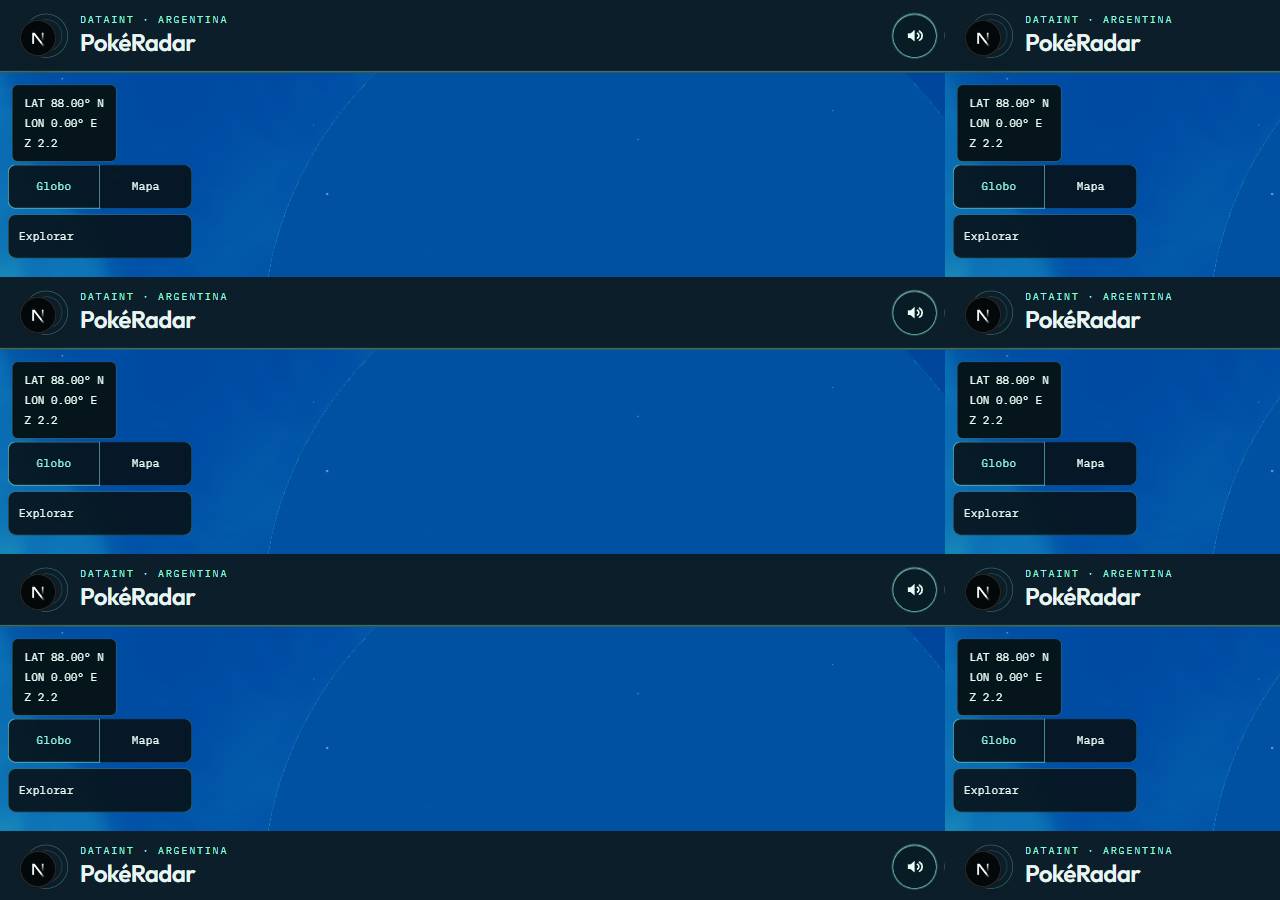 DATAINT · ARGENTINA
PokéRadar
DATAINT · ARGENTINA
PokéRadar
LAT 88.00° N
LON 0.00° E
Z 2.2
LAT 88.00° N
LON 0.00° E
Z 2.2
Globo Mapa
Globo Mapa
Explorar
Explorar
DATAINT · ARGENTINA
PokéRadar
DATAINT · ARGENTINA
PokéRadar
LAT 88.00° N
LON 0.00° E
Z 2.2
LAT 88.00° N
LON 0.00° E
Z 2.2
Globo Mapa
Globo Mapa
Explorar
Explorar
DATAINT · ARGENTINA
PokéRadar
DATAINT · ARGENTINA
PokéRadar
LAT 88.00° N
LON 0.00° E
Z 2.2
LAT 88.00° N
LON 0.00° E
Z 2.2
Globo Mapa
Globo Mapa
Explorar
Explorar
DATAINT · ARGENTINA
PokéRadar
DATAINT · ARGENTINA
PokéRadar